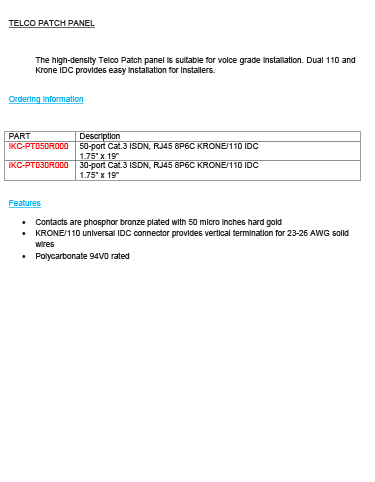 TELCO PATCH PANEL
The high-density Telco Patch panel is suitable for voice grade installation. Dual 110 and
Krone IDC provides easy installation for installers.
Ordering Information
PART Description
IKC-PT050R000 50-port Cat.3 ISDN, RJ45 8P6C KRONE/110 IDC
1.75" x 19"
IKC-PT030R000 30-port Cat.3 ISDN, RJ45 8P6C KRONE/110 IDC
1.75" x 19"
Features
• Contacts are phosphor bronze plated with 50 micro inches hard gold
• KRONE/110 universal IDC connector provides vertical termination for 23-26 AWG solid
wires
• Polycarbonate 94V0 rated